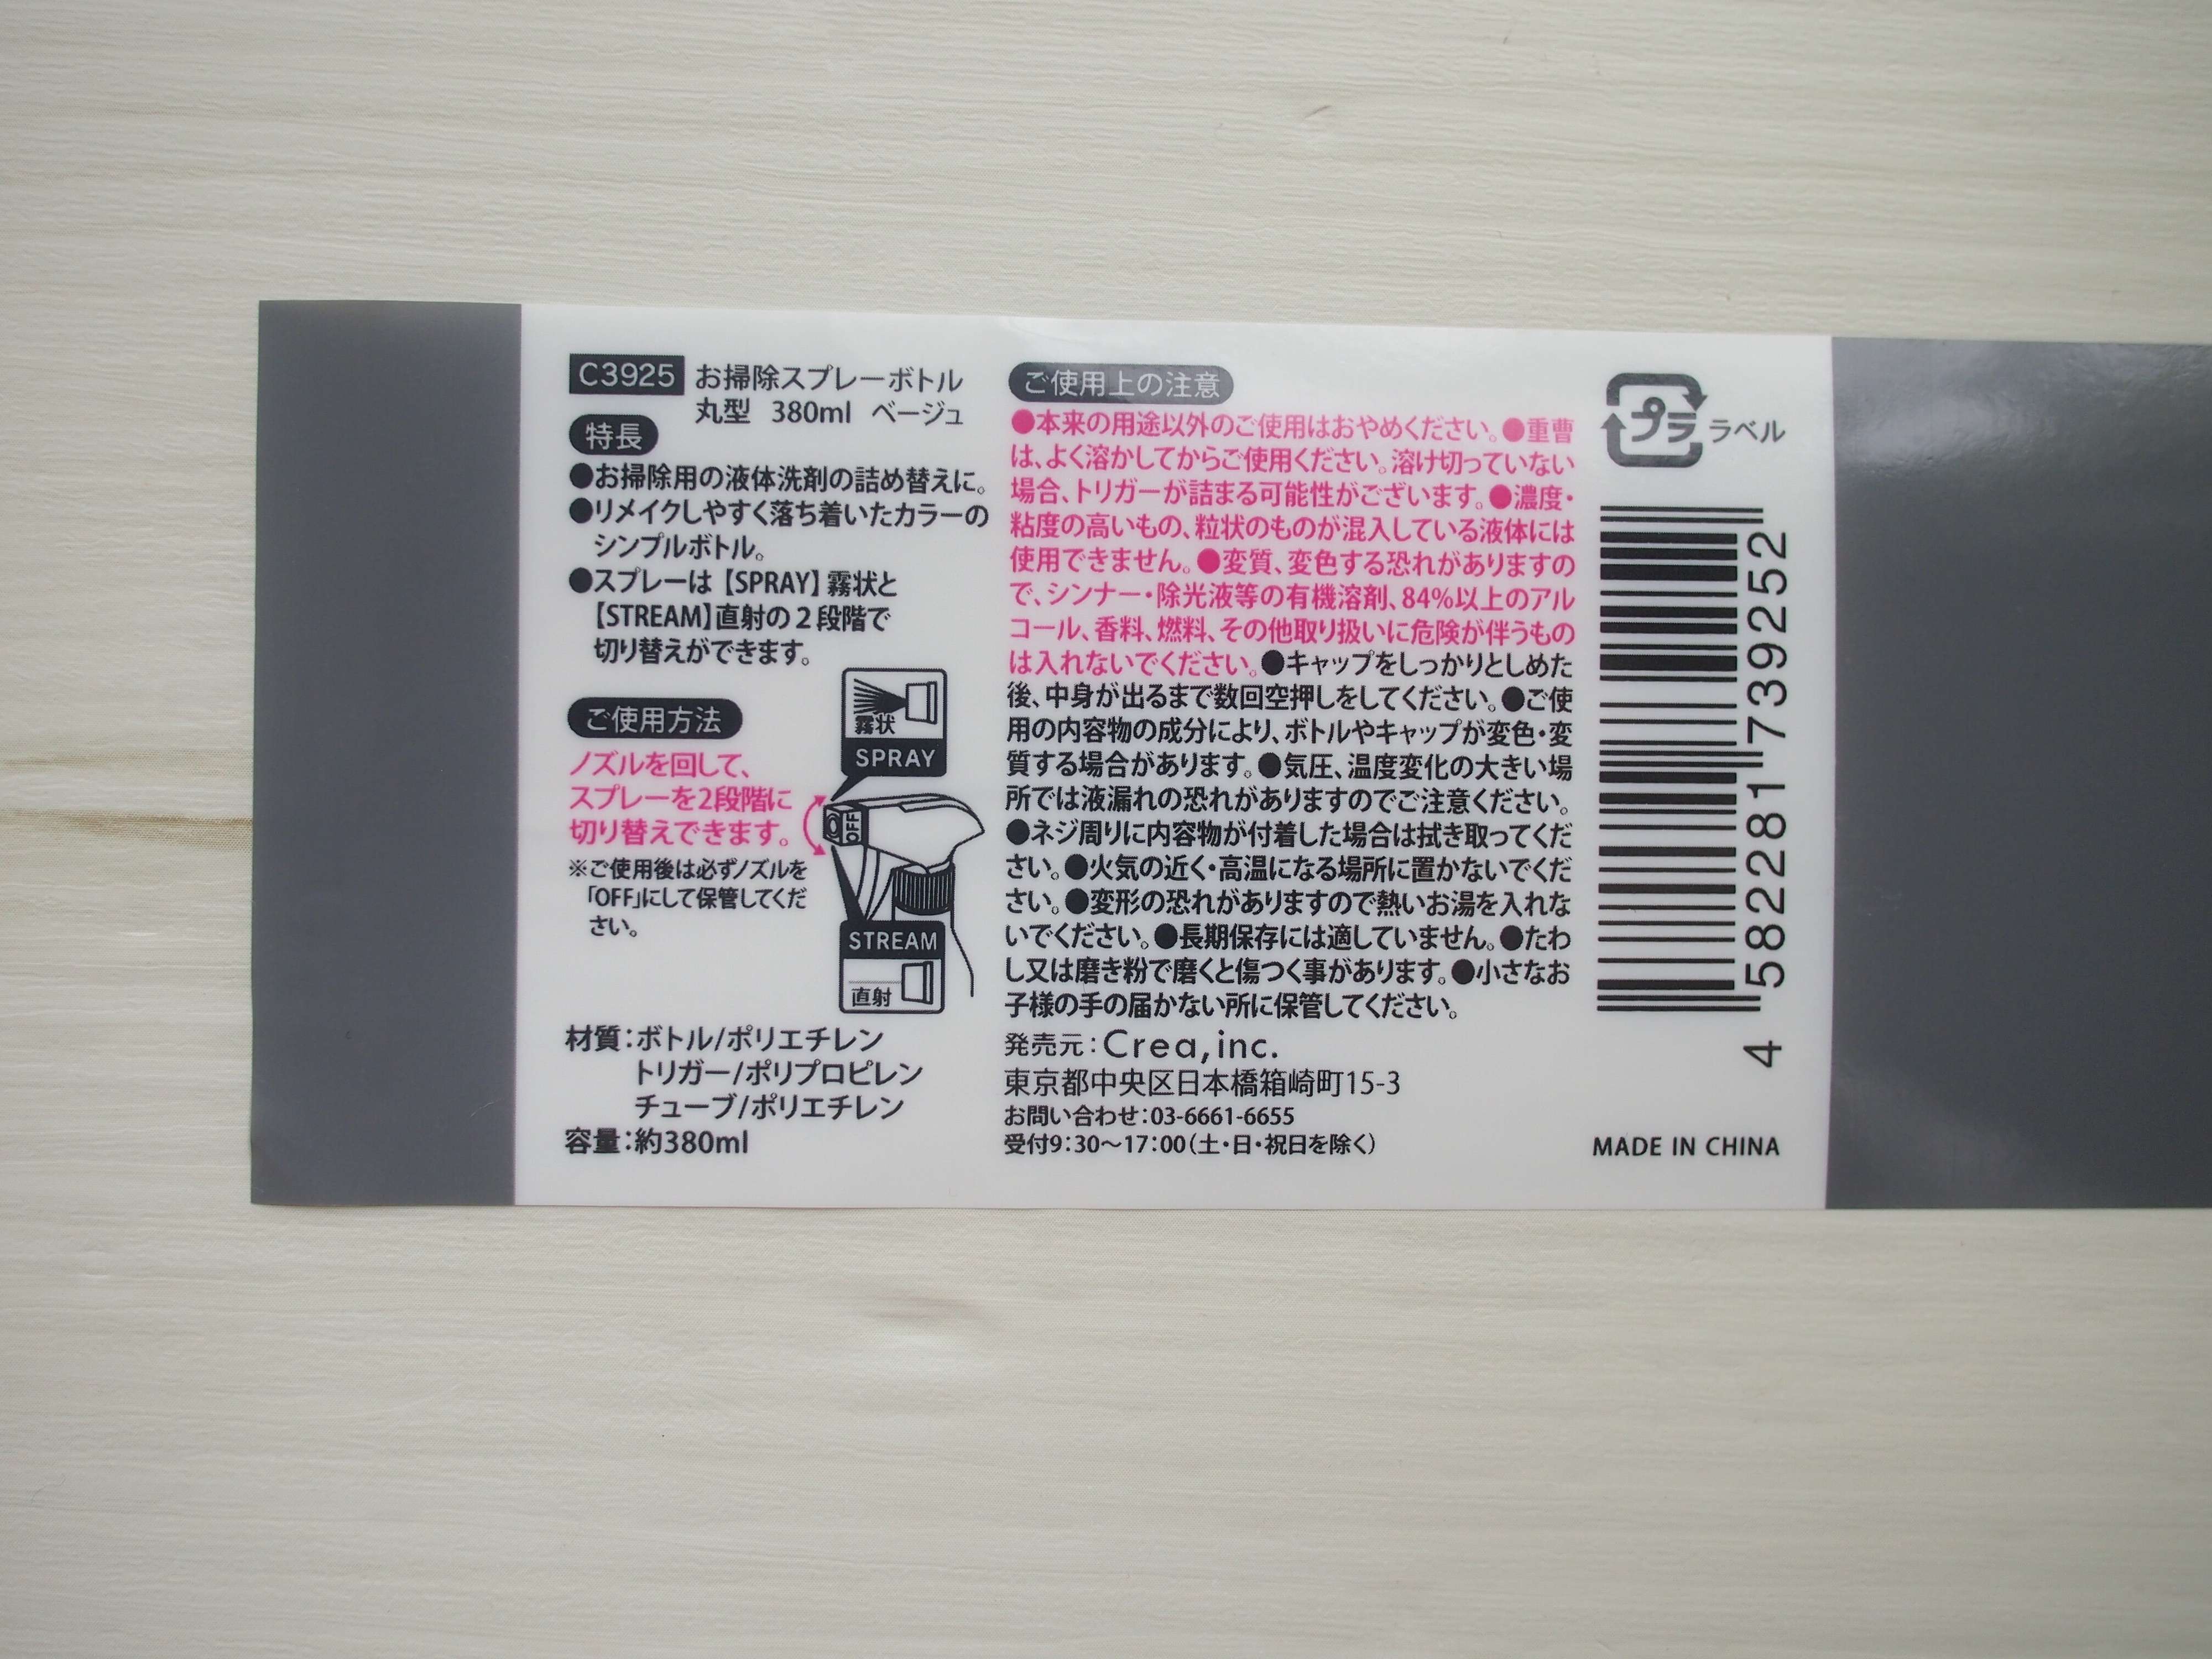 C3925 お掃除スプレーボトル
丸型 380ml ベージュ
特長
●お掃除用の液体洗剤の詰め替えに。
●リメイクしやすく落ち着いたカラーの
シンプルボトル。
●スプレーは【SPRAY】霧状と
【STREAM】直射の2段階で
切り替えができます。
ご使用方法
ノズルを回して、
スプレーを2段階に
切り替えできます。
※ご使用後は必ずノズルを
「OFF」にして保管してくだ
さい。
霧状
SPRAY
OFF
STREAM
直射
材質：ボトル/ポリエチレン
トリガー/ポリプロピレン
チューブ/ポリエチレン
容量：約380ml
ご使用上の注意
●本来の用途以外のご使用はおやめください。●重曹
は、よく溶かしてからご使用ください。溶け切っていない
場合、トリガーが詰まる可能性がございます。●濃度・
粘度の高いもの、粒状のものが混入している液体には
使用できません。●変質、変色する恐れがありますの
で、シンナー・除光液等の有機溶剤、84%以上のアル
コール、香料、燃料、その他取り扱いに危険が伴うもの
は入れないでください。●キャップをしっかりとしめた
後、中身が出るまで数回空押しをしてください。●ご使
用の内容物の成分により、ボトルやキャップが変色・変
質する場合があります。●気圧、温度変化の大きい場
所では液漏れの恐れがありますのでご注意ください。
●ネジ周りに内容物が付着した場合は拭き取ってくだ
さい。●火気の近く・高温になる場所に置かないでくだ
さい。●変形の恐れがありますので熱いお湯を入れな
いでください。●長期保存には適していません。●たわ
し又は磨き粉で磨くと傷つく事があります。●小さなお
子様の手の届かない所に保管してください。
発売元：Crea,inc.
東京都中央区日本橋箱崎町15-3
お問い合わせ：03-6661-6655
受付9：30～17：00（土・日・祝日を除く）
プラ ラベル
4 582281 739252
MADE IN CHINA